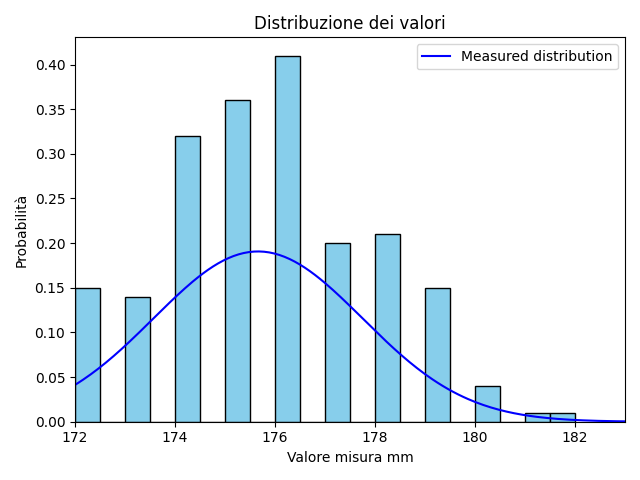 Distribuzione dei valori
Measured distribution
Probabilità
0.40
0.35
0.30
0.25
0.20
0.15
0.10
0.05
0.00
172 174 176 178 180 182
Valore misura mm